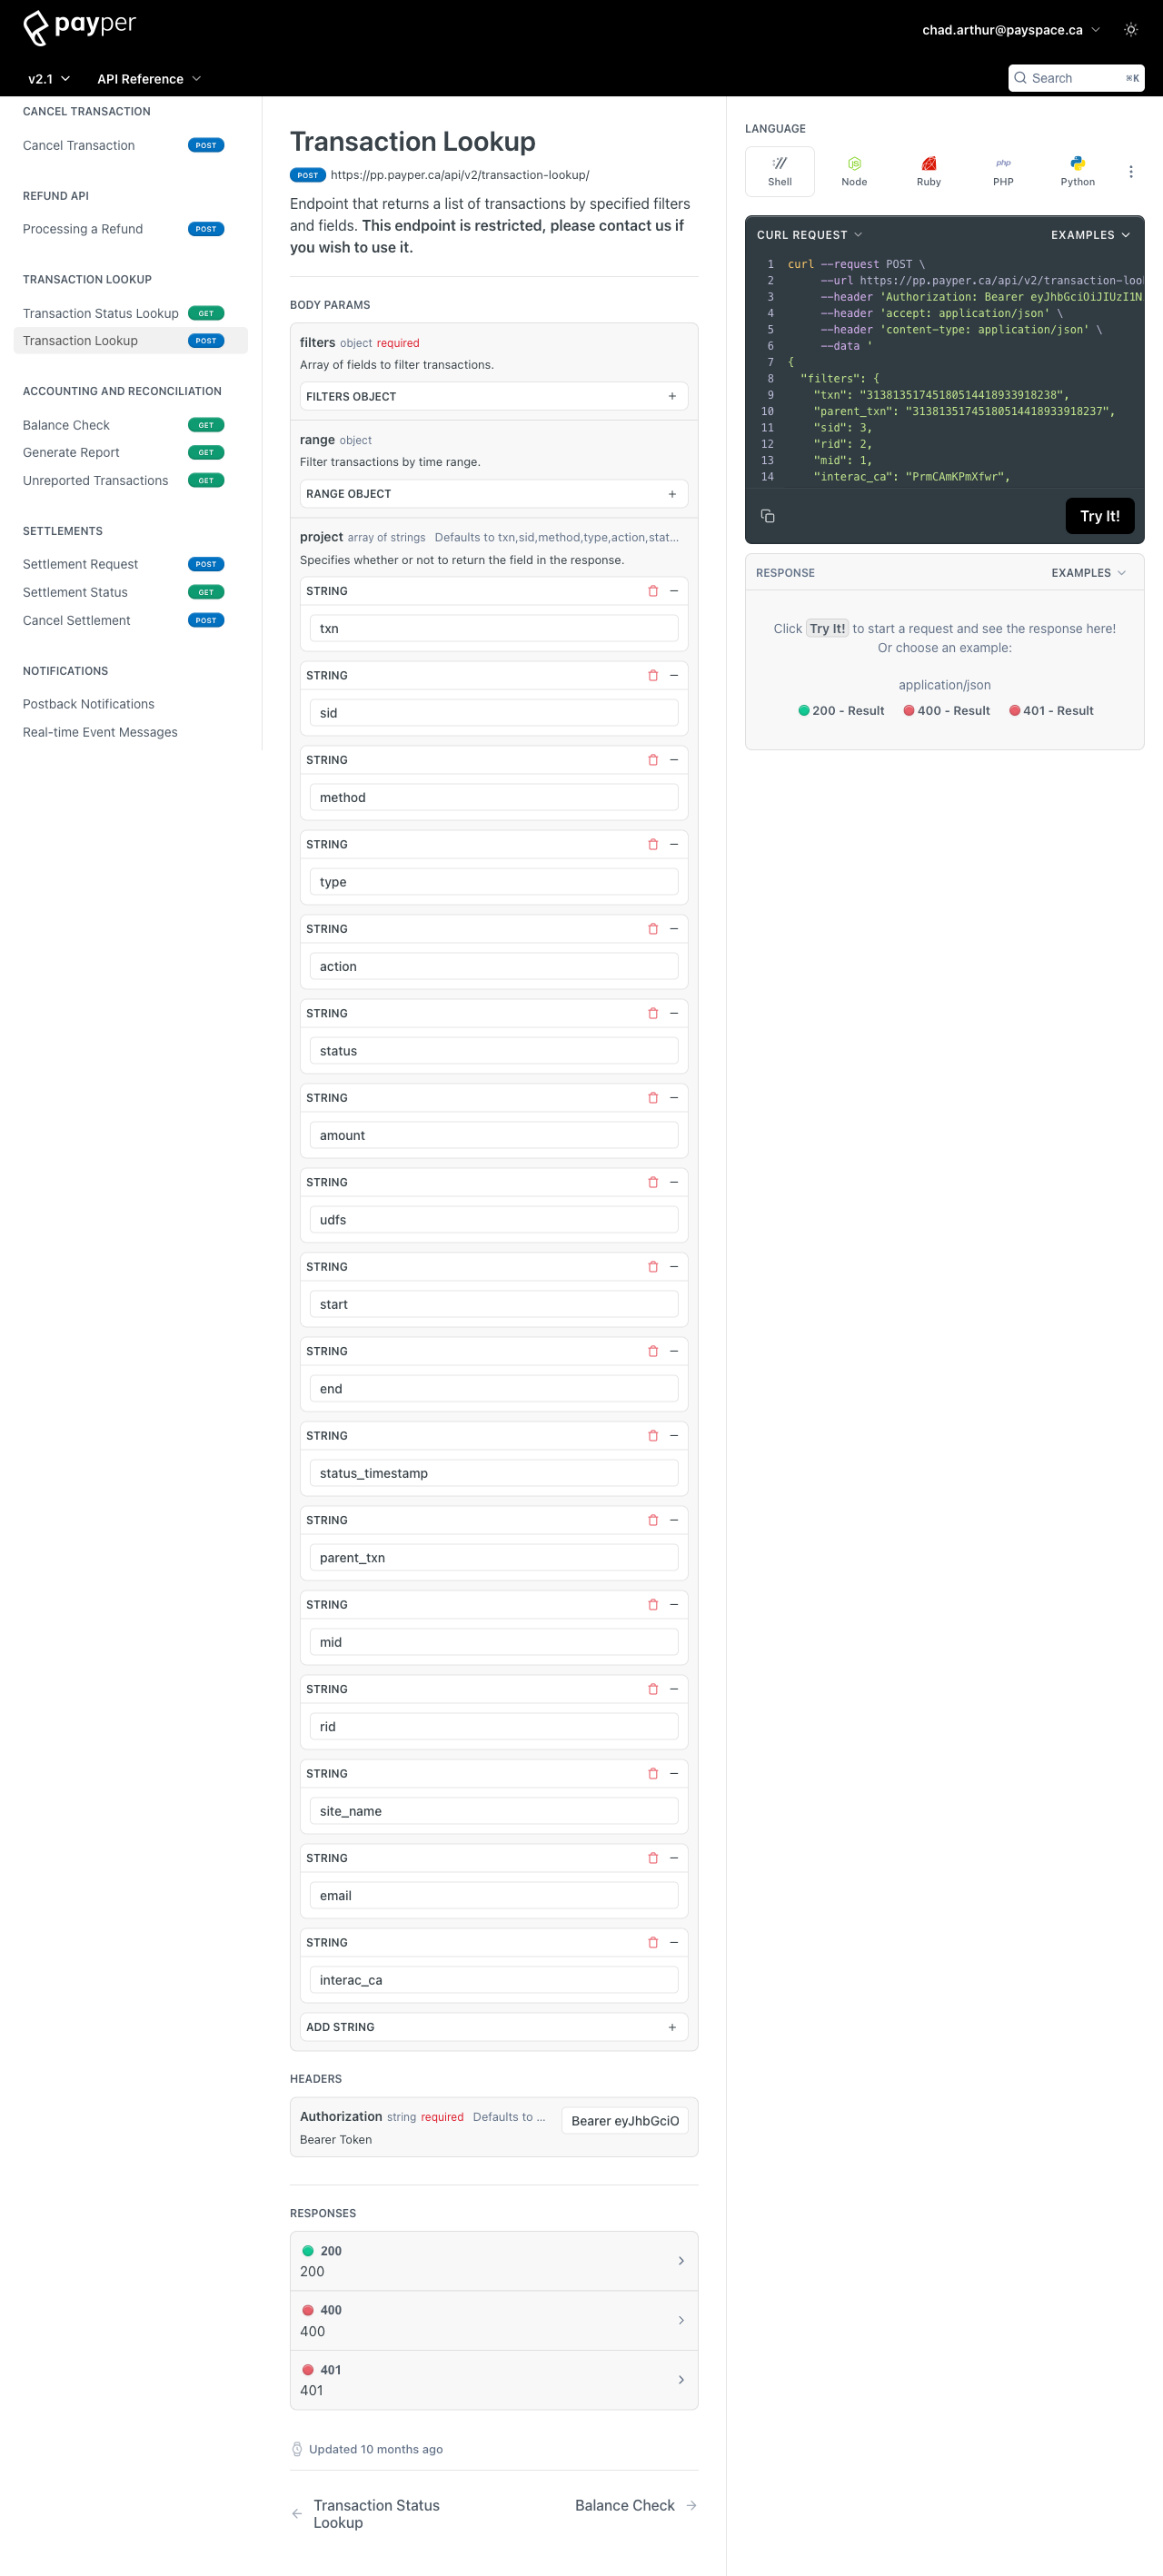 payper
chad.arthur@payspace.ca
v2.1
API Reference
Search
⌘K
CANCEL TRANSACTION
Cancel Transaction POST
REFUND API
Processing a Refund POST
TRANSACTION LOOKUP
Transaction Status Lookup GET
Transaction Lookup POST
ACCOUNTING AND RECONCILIATION
Balance Check GET
Generate Report GET
Unreported Transactions GET
SETTLEMENTS
Settlement Request POST
Settlement Status GET
Cancel Settlement POST
NOTIFICATIONS
Postback Notifications
Real-time Event Messages
Transaction Lookup
POST https://pp.payper.ca/api/v2/transaction-lookup/
Endpoint that returns a list of transactions by specified filters
and fields. This endpoint is restricted, please contact us if
you wish to use it.
BODY PARAMS
filters object required
Array of fields to filter transactions.
FILTERS OBJECT
range object
Filter transactions by time range.
RANGE OBJECT
project array of strings Defaults to txn,sid,method,type,action,stat...
Specifies whether or not to return the field in the response.
STRING
txn
STRING
sid
STRING
method
STRING
type
STRING
action
STRING
status
STRING
amount
STRING
udfs
STRING
start
STRING
end
STRING
status_timestamp
STRING
parent_txn
STRING
mid
STRING
rid
STRING
site_name
STRING
email
STRING
interac_ca
ADD STRING
HEADERS
Authorization string required Defaults to ...
Bearer eyJhbGciO
Bearer Token
RESPONSES
200
200
400
400
401
401
Updated 10 months ago
Transaction Status
Lookup
Balance Check
LANGUAGE
Shell
Node
Ruby
php
PHP
Python
CURL REQUEST
EXAMPLES
1 curl --request POST \
2 --url https://pp.payper.ca/api/v2/transaction-loo
3 --header 'Authorization: Bearer eyJhbGciOiJIUzI1N
4 --header 'accept: application/json' \
5 --header 'content-type: application/json' \
6 --data '
7 {
8 "filters": {
9 "txn": "31381351745180514418933918238",
10 "parent_txn": "31381351745180514418933918237",
11 "sid": 3,
12 "rid": 2,
13 "mid": 1,
14 "interac_ca": "PrmCAmKPmXfwr",
Try It!
RESPONSE
EXAMPLES
Click Try It! to start a request and see the response here!
Or choose an example:
application/json
200 - Result
400 - Result
401 - Result